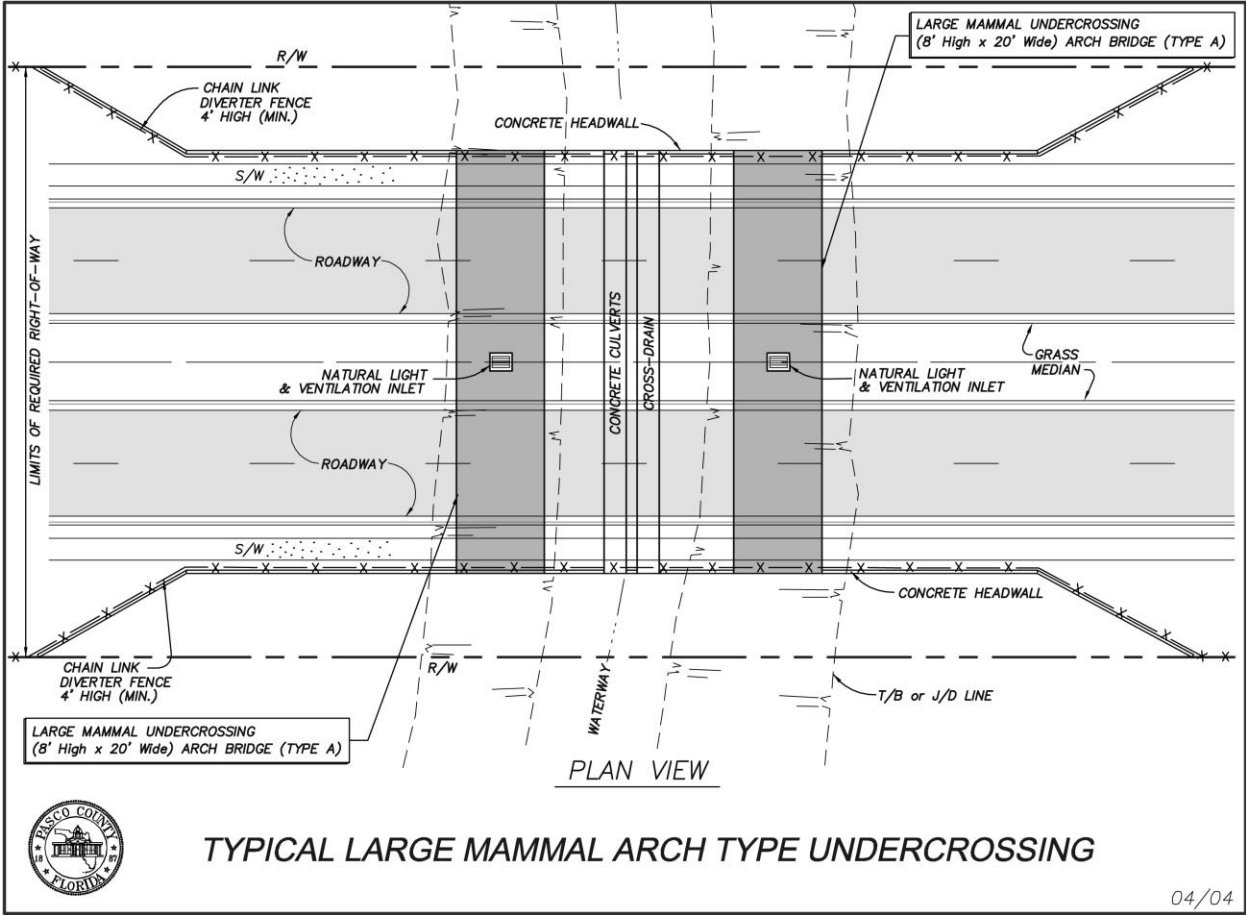 LARGE MAMMAL UNDERCROSSING
(8' High x 20' Wide) ARCH BRIDGE (TYPE A)
R/W
CHAIN LINK
DIVERTER FENCE
4' HIGH (MIN.)
CONCRETE HEADWALL
S/W
LIMITS OF REQUIRED RIGHT-OF-WAY
ROADWAY
CONCRETE CULVERTS
CROSS-DRAIN
NATURAL LIGHT
& VENTILATION INLET
NATURAL LIGHT
& VENTILATION INLET
GRASS
MEDIAN
ROADWAY
S/W
CONCRETE HEADWALL
CHAIN LINK
DIVERTER FENCE
4' HIGH (MIN.)
R/W
WATERWAY
T/B or J/D LINE
LARGE MAMMAL UNDERCROSSING
(8' High x 20' Wide) ARCH BRIDGE (TYPE A)
PLAN VIEW
PASCO COUNTY
18 87
FLORIDA
TYPICAL LARGE MAMMAL ARCH TYPE UNDERCROSSING
04/04